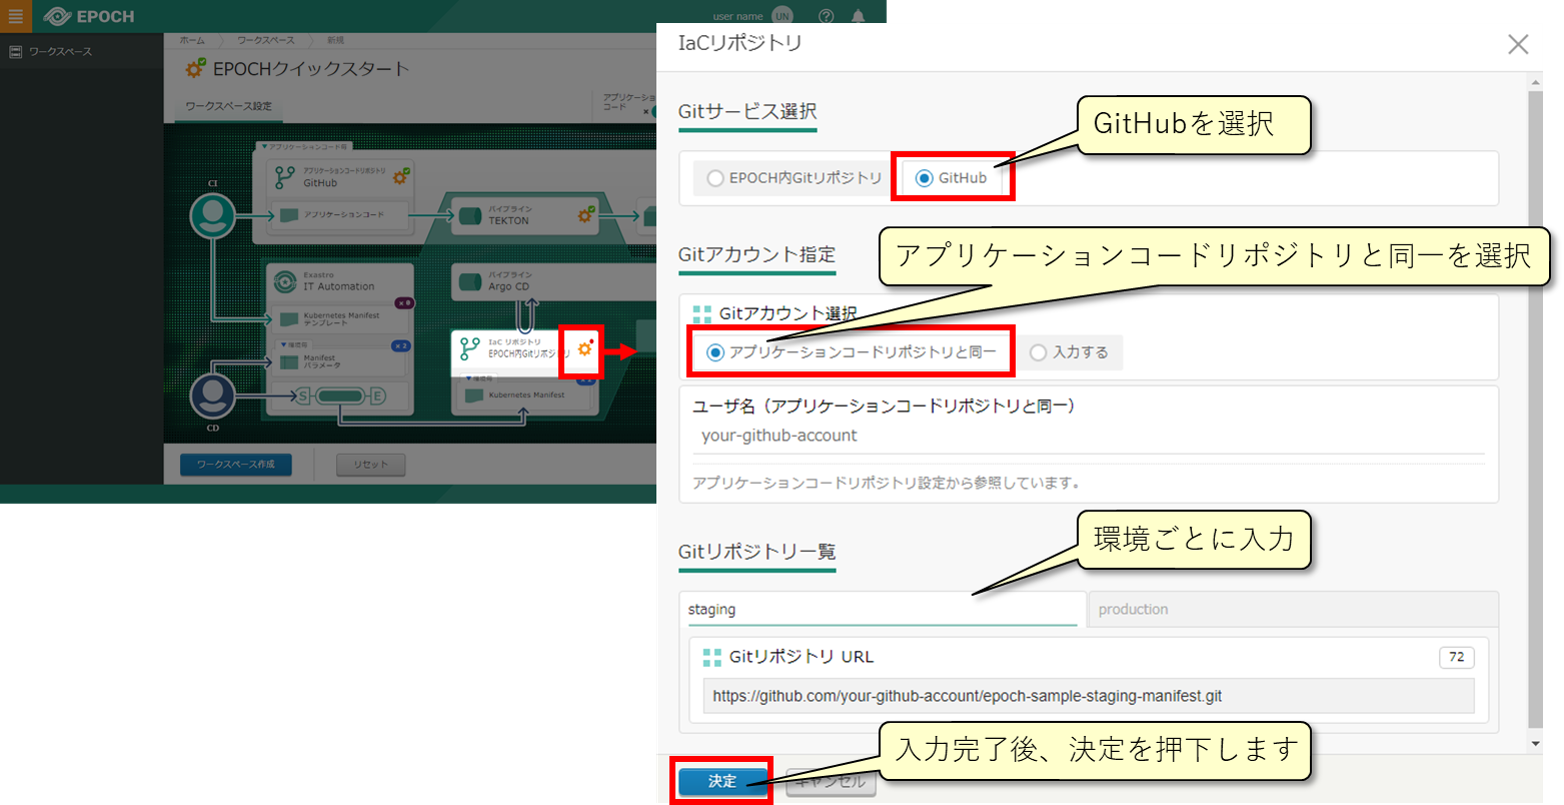 EPOCH
user name
UN
ワークスペース
ホーム
ワークスペース
新規
EPOCHクイックスタート
ワークスペース設定
アプリケーショ
コード
▼アプリケーションコード毎
アプリケーションコードリポジトリ
GitHub
アプリケーションコード
CI
パイプライン
TEKTON
Exastro
IT Automation
x 0
Kubernetes Manifest
テンプレート
▼環境毎
x 2
Manifest
パラメータ
S
E
CD
パイプライン
Argo CD
IaC リポジトリ
EPOCH内Gitリポジトリ
▼環境毎
Kubernetes Manifest
ワークスペース作成
リセット
IaCリポジトリ
Gitサービス選択
GitHubを選択
EPOCH内Gitリポジトリ
GitHub
Gitアカウント指定
アプリケーションコードリポジトリと同一を選択
Gitアカウント選択
アプリケーションコードリポジトリと同一
入力する
ユーザ名（アプリケーションコードリポジトリと同一）
your-github-account
アプリケーションコードリポジトリ設定から参照しています。
環境ごとに入力
Gitリポジトリ一覧
staging
production
Gitリポジトリ URL
72
https://github.com/your-github-account/epoch-sample-staging-manifest.git
入力完了後、決定を押下します
決定
キャンセル